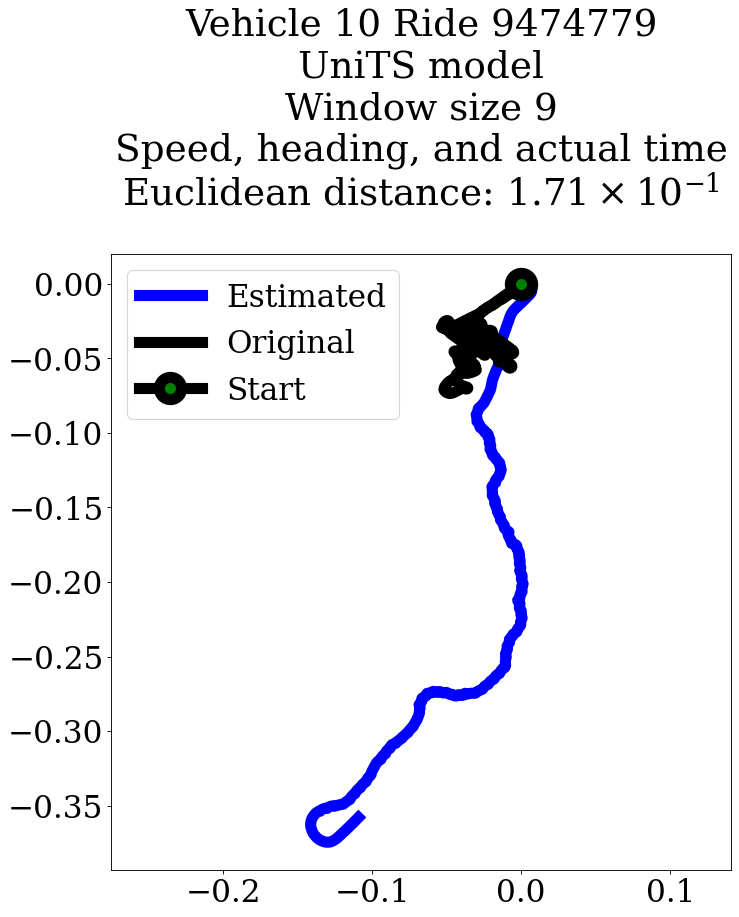 Vehicle 10 Ride 9474779
UniTS model
Window size 9
Speed, heading, and actual time
Euclidean distance: 1.71 × 10⁻¹
Estimated
Original
Start
0.00
−0.05
−0.10
−0.15
−0.20
−0.25
−0.30
−0.35
−0.2 −0.1 0.0 0.1